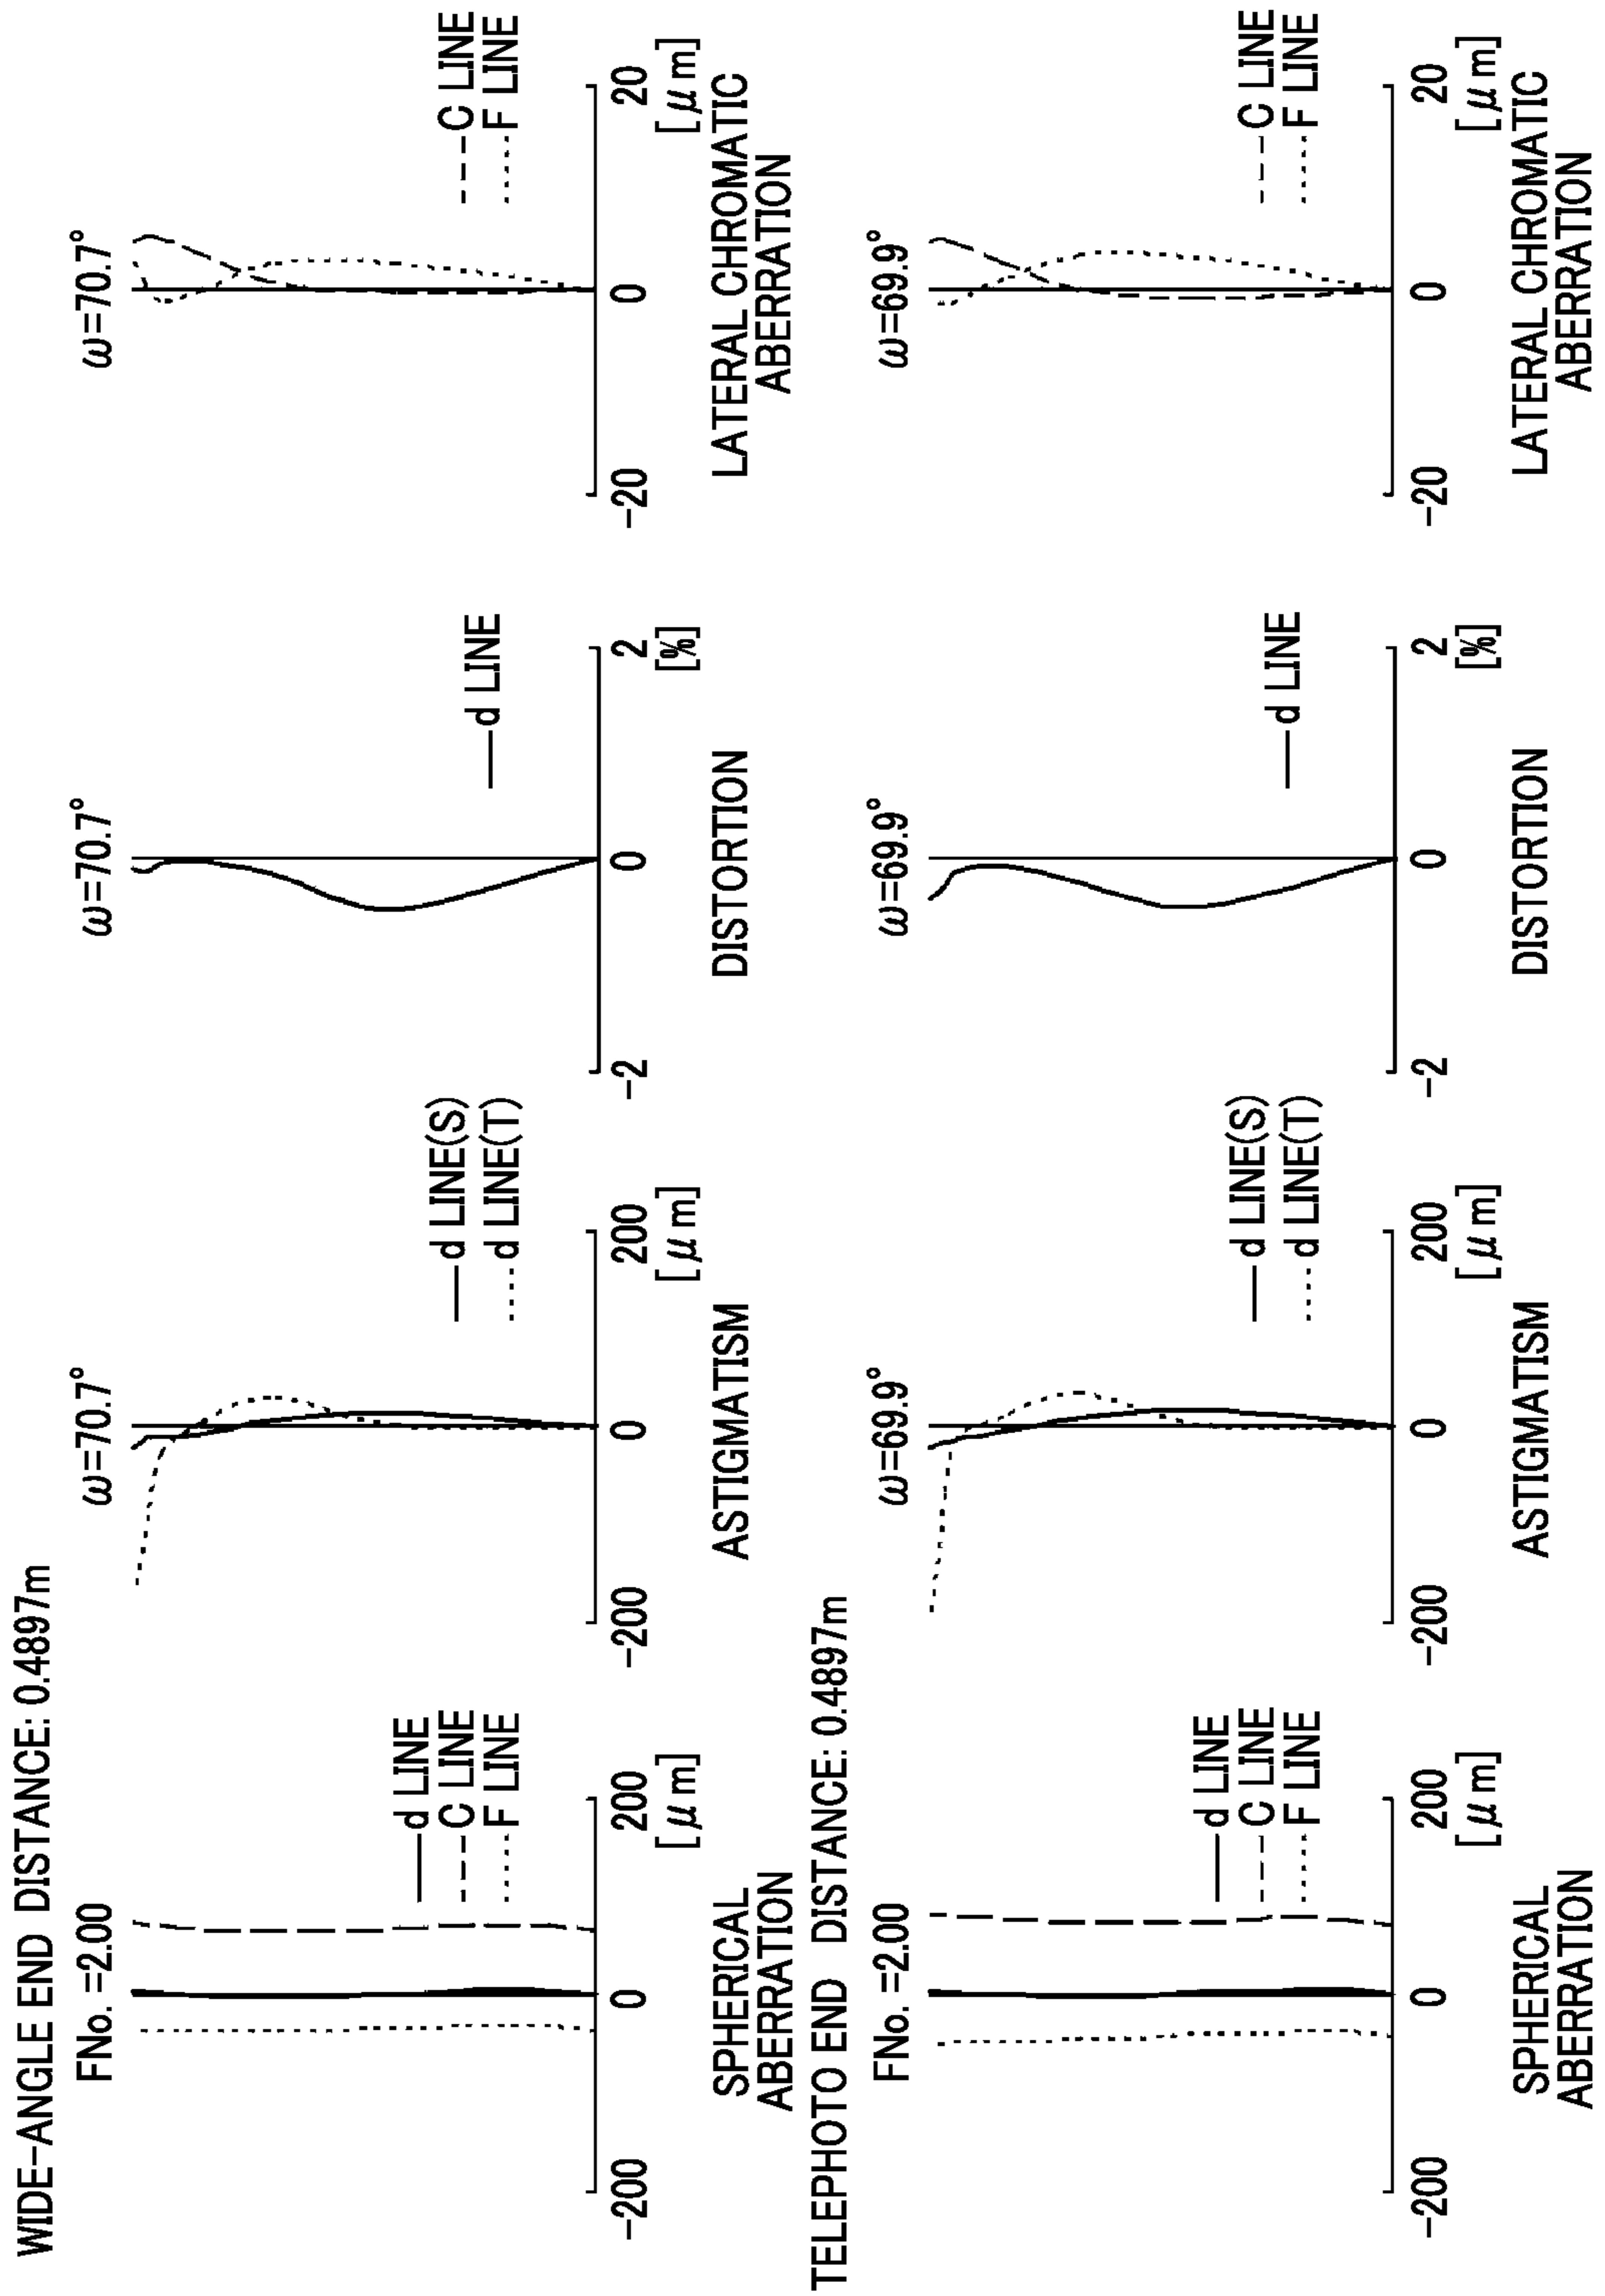 WIDE-ANGLE END DISTANCE: 0.4897m
FNo. =2.00
d LINE
C LINE
F LINE
-200
0
200
[μm]
SPHERICAL
ABERRATION
ω=70.7°
d LINE(S)
d LINE(T)
-200
0
200
[μm]
ASTIGMATISM
ω=70.7°
d LINE
-2
0
2
[%]
DISTORTION
ω=70.7°
C LINE
F LINE
-20
0
20
[μm]
LATERAL CHROMATIC
ABERRATION
TELEPHOTO END DISTANCE: 0.4897m
FNo. =2.00
d LINE
C LINE
F LINE
-200
0
200
[μm]
SPHERICAL
ABERRATION
ω=69.9°
d LINE(S)
d LINE(T)
-200
0
200
[μm]
ASTIGMATISM
ω=69.9°
d LINE
-2
0
2
[%]
DISTORTION
ω=69.9°
C LINE
F LINE
-20
0
20
[μm]
LATERAL CHROMATIC
ABERRATION